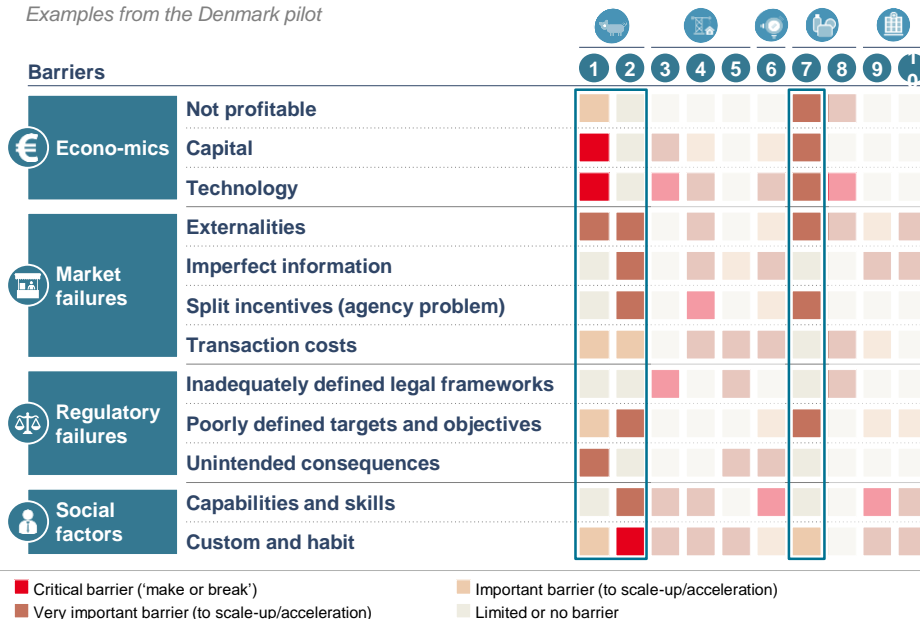 Examples from the Denmark pilot
Barriers
1 2 3 4 5 6 7 8 9 10
Not profitable
€ Econo-mics Capital
Technology
Externalities
Imperfect information
Market
failures
Split incentives (agency problem)
Transaction costs
Inadequately defined legal frameworks
Regulatory
failures
Poorly defined targets and objectives
Unintended consequences
Capabilities and skills
Social
factors
Custom and habit
Critical barrier (‘make or break’)
Important barrier (to scale-up/acceleration)
Very important barrier (to scale-up/acceleration)
Limited or no barrier